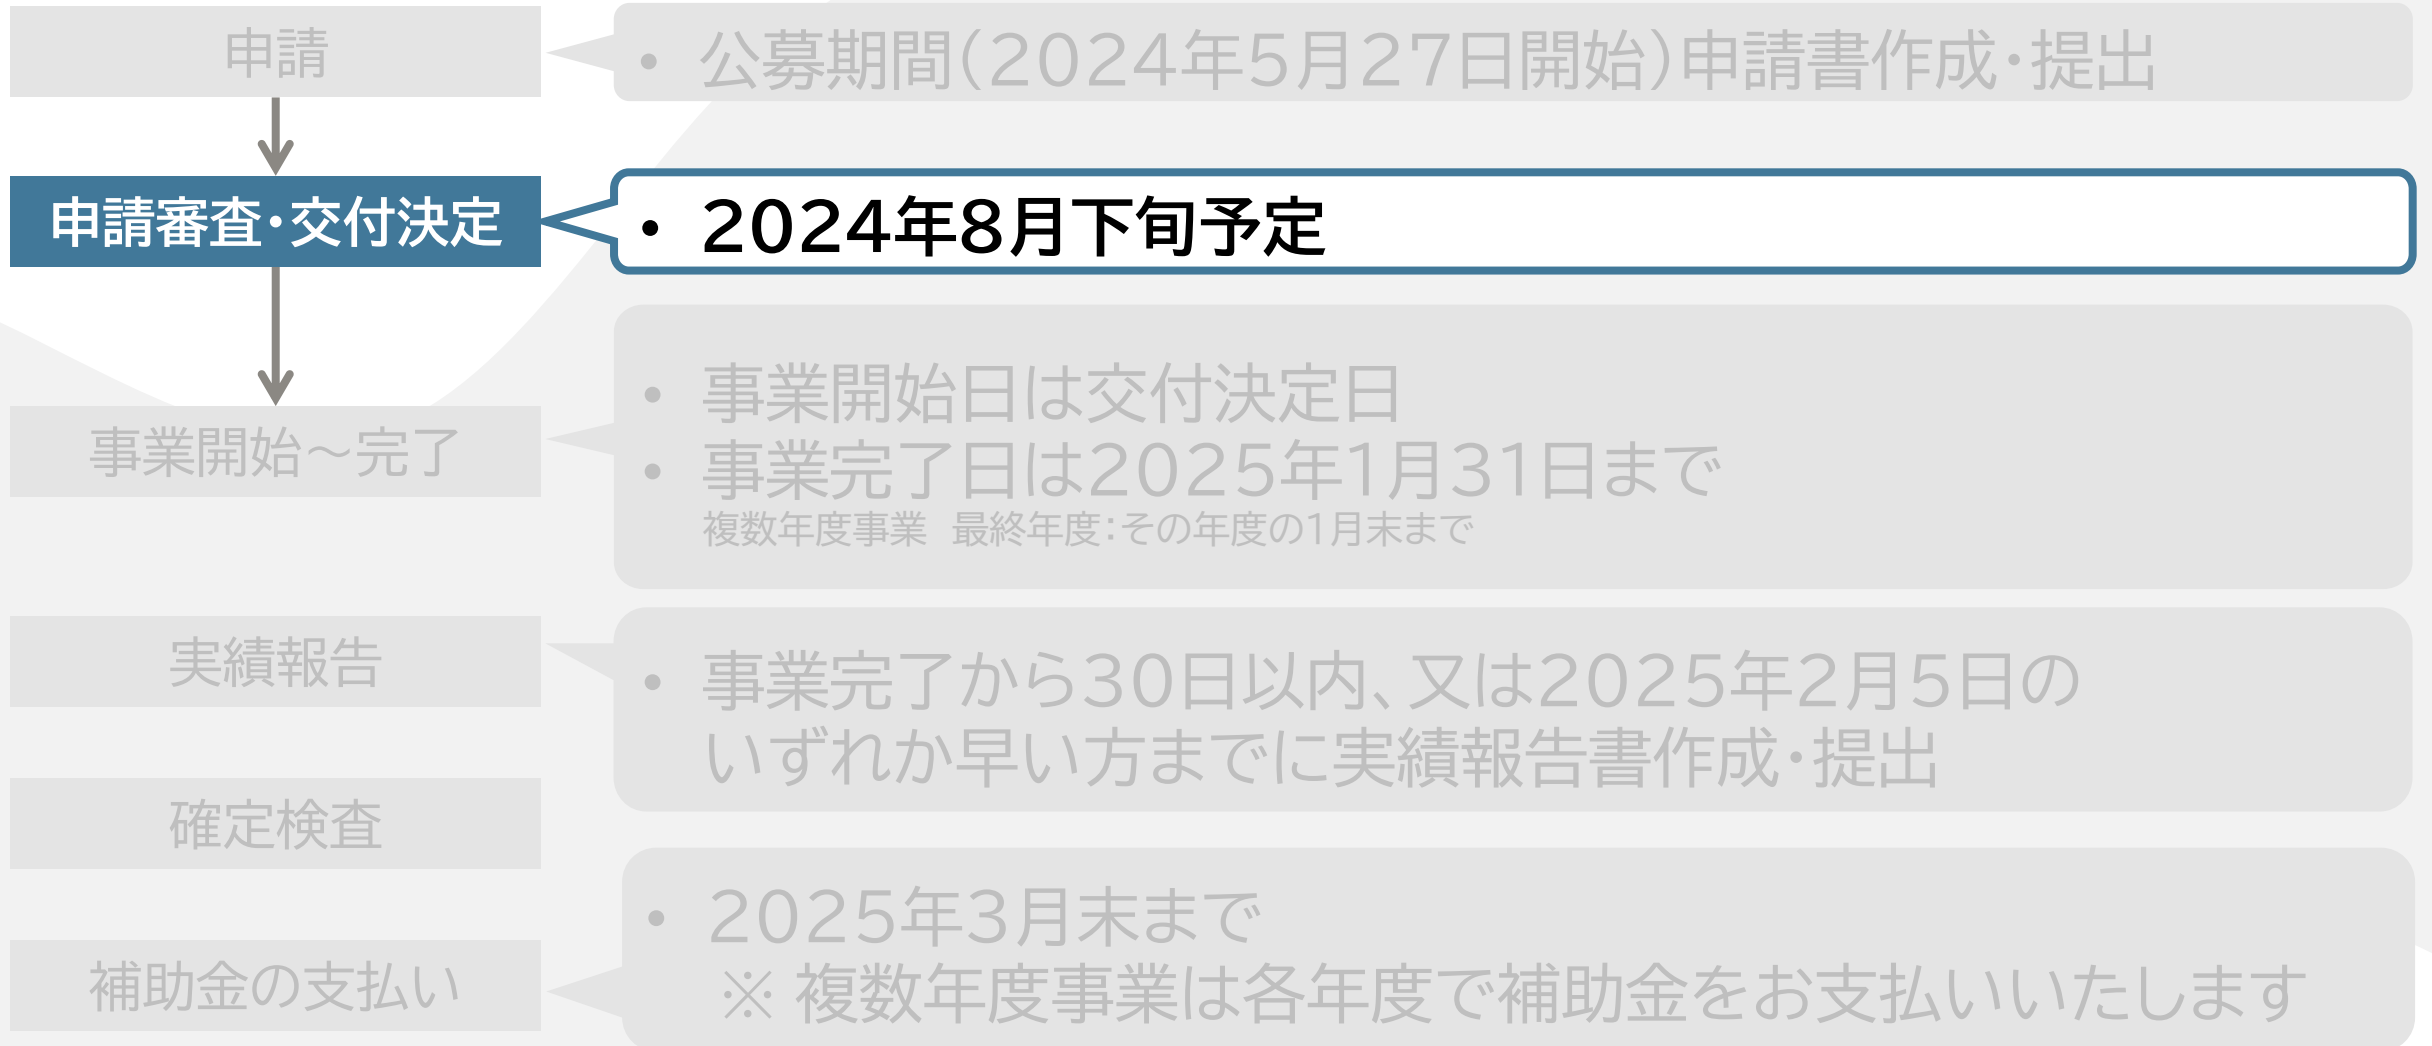 申請
• 公募期間(2024年5月27日開始)申請書作成・提出
申請審査・交付決定
• 2024年8月下旬予定
事業開始～完了
• 事業開始日は交付決定日
• 事業完了日は2025年1月31日まで
複数年度事業　最終年度：その年度の1月末まで
実績報告
• 事業完了から30日以内、又は2025年2月5日の
いずれか早い方までに実績報告書作成・提出
確定検査
補助金の支払い
• 2025年3月末まで
※ 複数年度事業は各年度で補助金をお支払いいたします